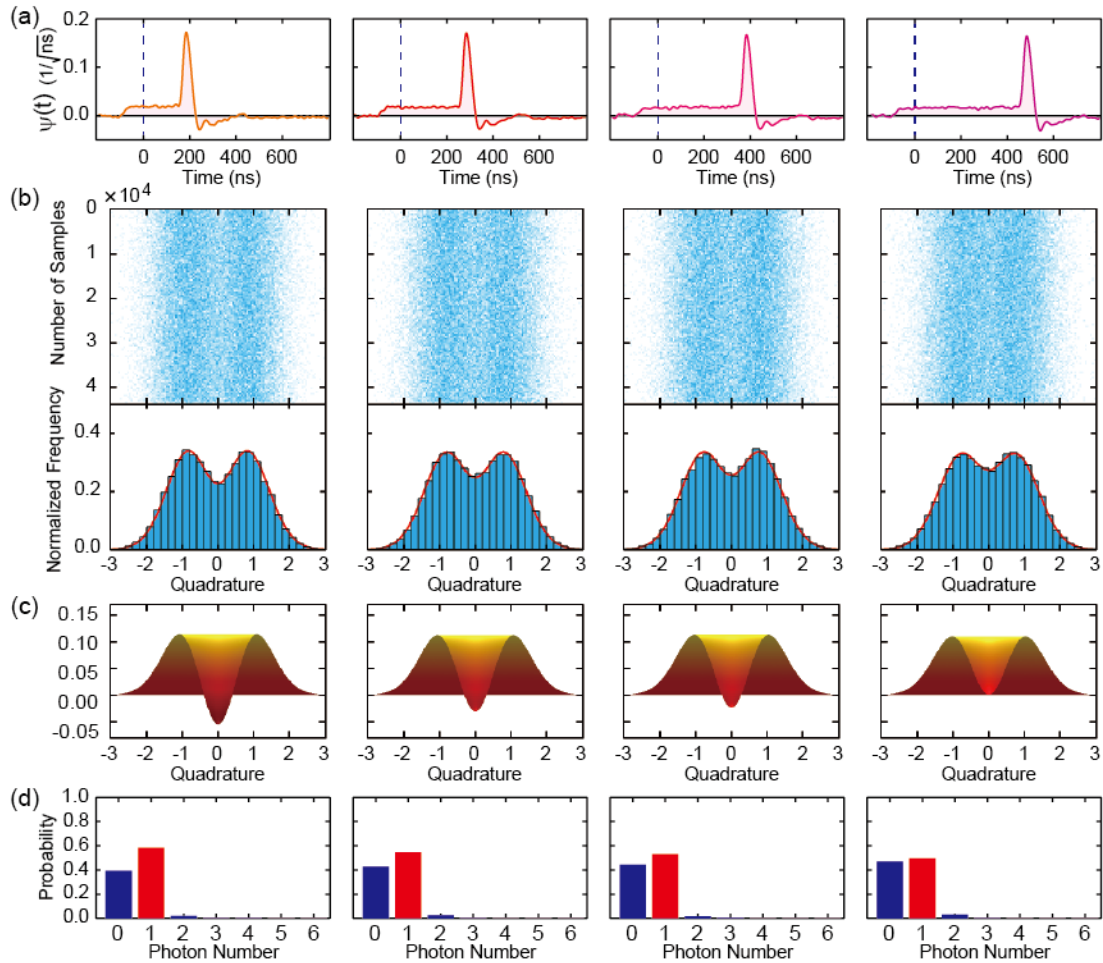 (a)
ψ(t) (1/√ns)
0.2
0.1
0.0
0 200 400 600
0 200 400 600
0 200 400 600
0 200 400 600
Time (ns)
Time (ns)
Time (ns)
Time (ns)
(b)
×10⁴
Number of Samples
0
1
2
3
4
Normalized Frequency
0.4
0.2
0.0
-3 -2 -1 0 1 2 3
-3 -2 -1 0 1 2 3
-3 -2 -1 0 1 2 3
-3 -2 -1 0 1 2 3
Quadrature
Quadrature
Quadrature
Quadrature
(c)
0.15
0.10
0.05
0.00
-0.05
-3 -2 -1 0 1 2 3
-3 -2 -1 0 1 2 3
-3 -2 -1 0 1 2 3
-3 -2 -1 0 1 2 3
Quadrature
Quadrature
Quadrature
Quadrature
(d)
Probability
1.0
0.8
0.6
0.4
0.2
0.0
0 1 2 3 4 5 6
0 1 2 3 4 5 6
0 1 2 3 4 5 6
0 1 2 3 4 5 6
Photon Number
Photon Number
Photon Number
Photon Number